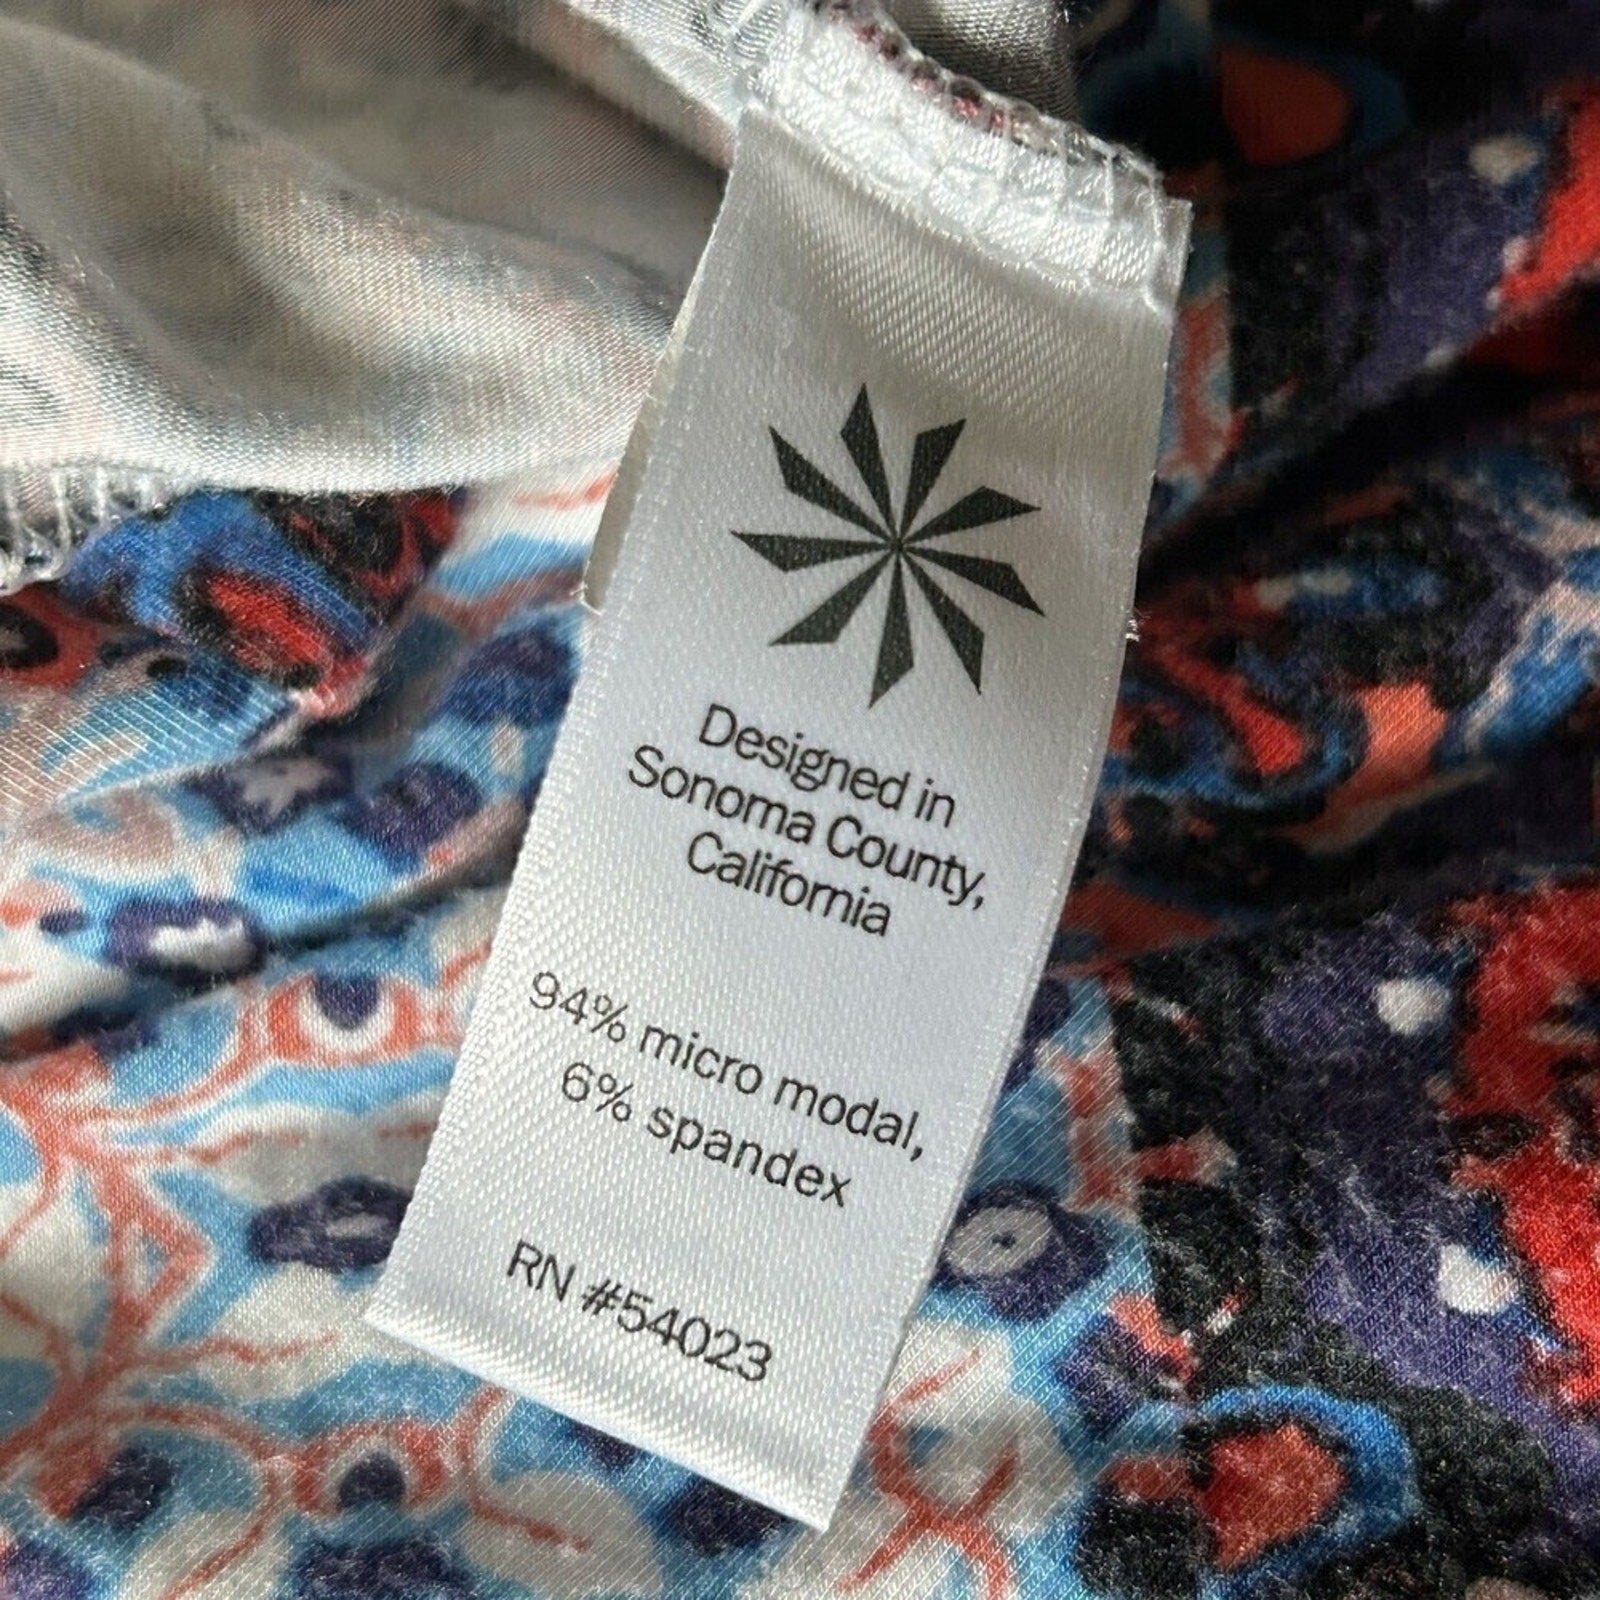 Designed in
Sonoma County,
California
94% micro modal,
6% spandex
RN #54023